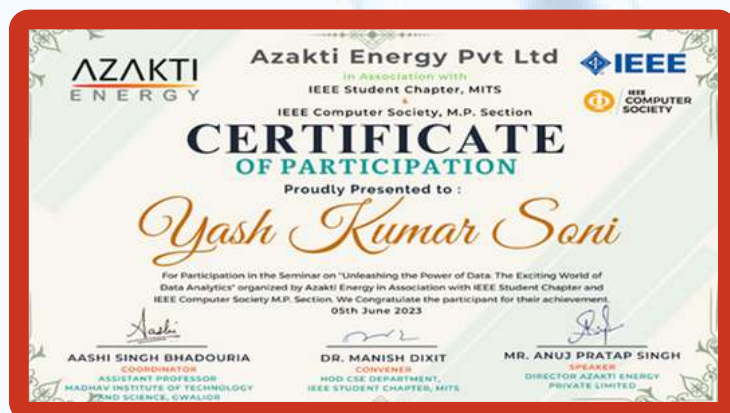 AZAKTI
ENERGY
Azakti Energy Pvt Ltd
in Association with
IEEE Student Chapter, MITS
&
IEEE Computer Society, M.P. Section
IEEE
IEEE
COMPUTER
SOCIETY
CERTIFICATE
OF PARTICIPATION
Proudly Presented to :
Yash Kumar Soni
For Participation in the Seminar on "Unleashing the Power of Data: The Exciting World of
Data Analytics" organized by Azakti Energy in Association with IEEE Student Chapter and
IEEE Computer Society M.P. Section. We Congratulate the participant for their achievement.
05th June 2023
Aashi
AASHI SINGH BHADOURIA
COORDINATOR
ASSISTANT PROFESSOR
MADHAV INSTITUTE OF TECHNOLOGY
AND SCIENCE, GWALIOR
DR. MANISH DIXIT
CONVENER
HOD CSE DEPARTMENT,
IEEE STUDENT CHAPTER, MITS
MR. ANUJ PRATAP SINGH
SPEAKER
DIRECTOR AZAKTI ENERGY
PRIVATE LIMITED